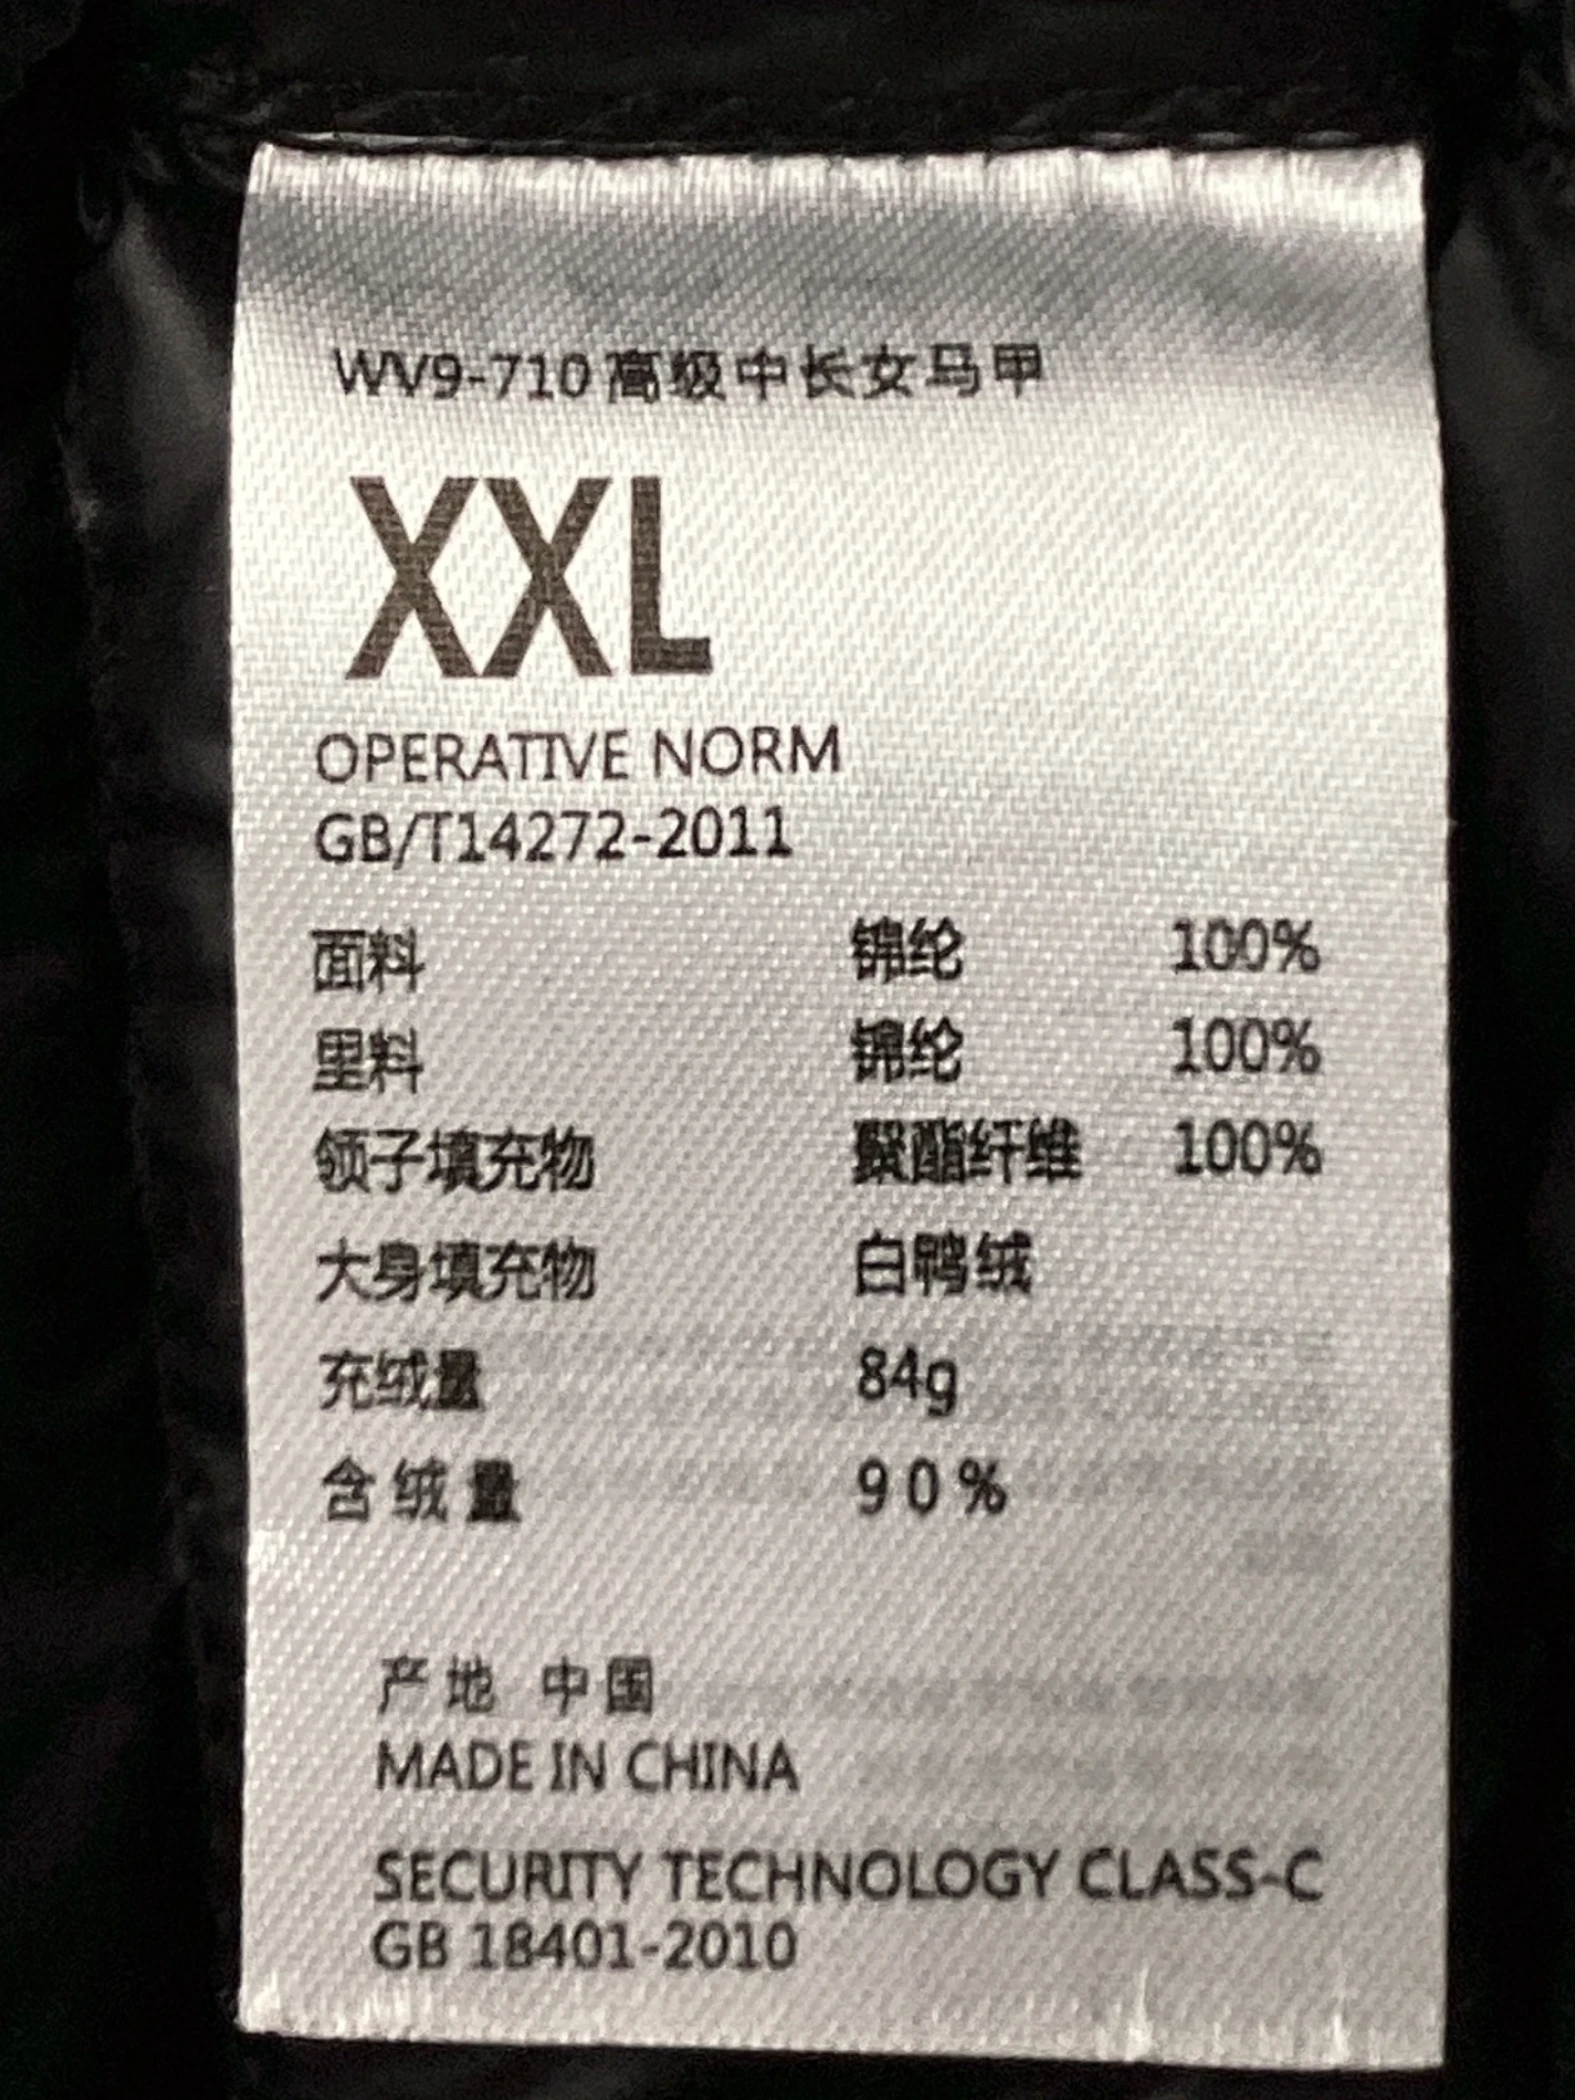 WV9-710高级中长女马甲
XXL
OPERATIVE NORM
GB/T14272-2011
面料 锦纶 100%
里料 锦纶 100%
领子填充物 聚酯纤维 100%
大身填充物 白鸭绒
充绒量 84g
含绒量 90%
产地 中国
MADE IN CHINA
SECURITY TECHNOLOGY CLASS-C
GB 18401-2010